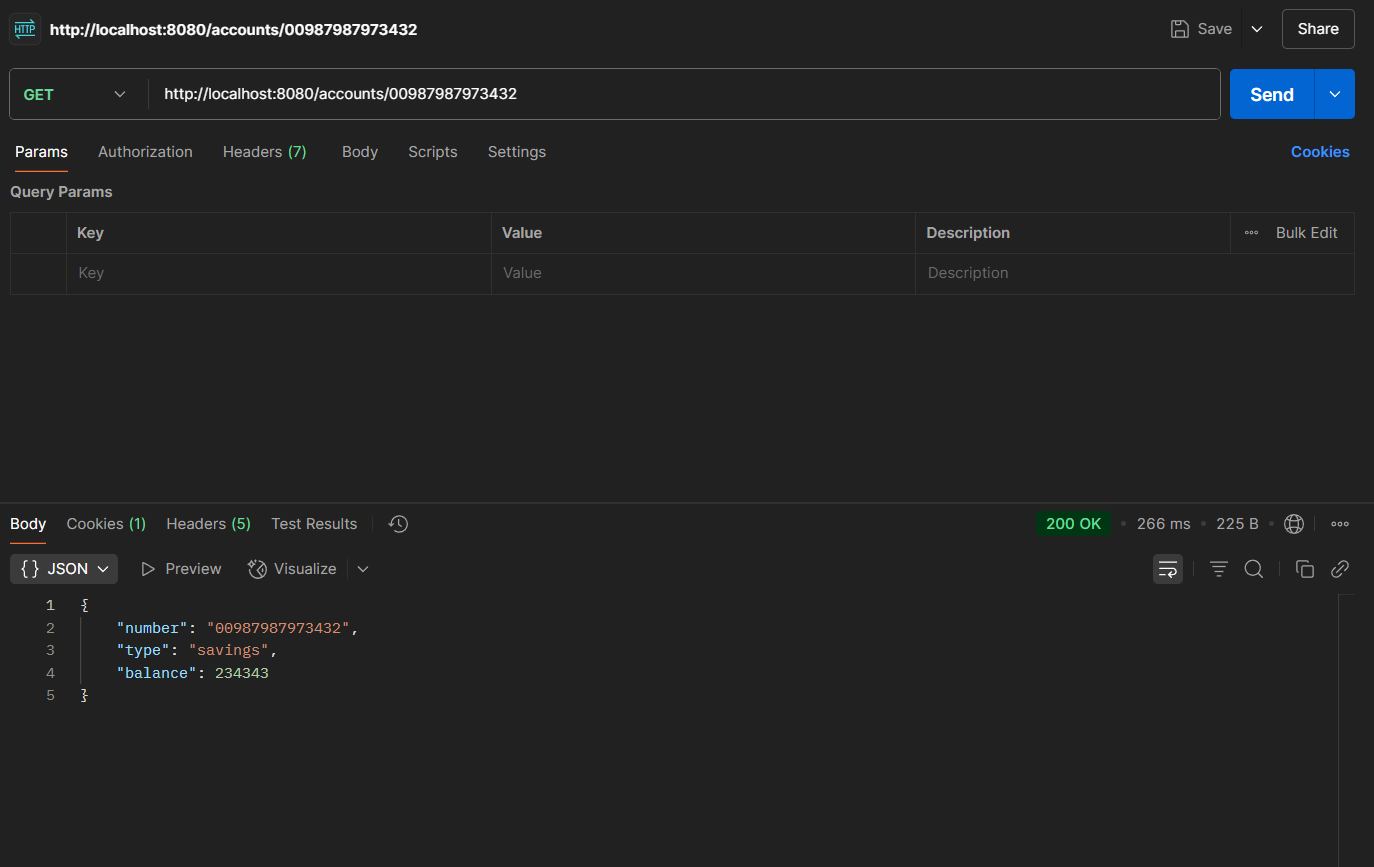 HTTP http://localhost:8080/accounts/00987987973432 Save Share
GET http://localhost:8080/accounts/00987987973432 Send
Params Authorization Headers (7) Body Scripts Settings Cookies
Query Params
Key Value Description Bulk Edit
Key Value Description
Body Cookies (1) Headers (5) Test Results 200 OK • 266 ms • 225 B •
{} JSON Preview Visualize
1 {
2 "number": "00987987973432",
3 "type": "savings",
4 "balance": 234343
5 }